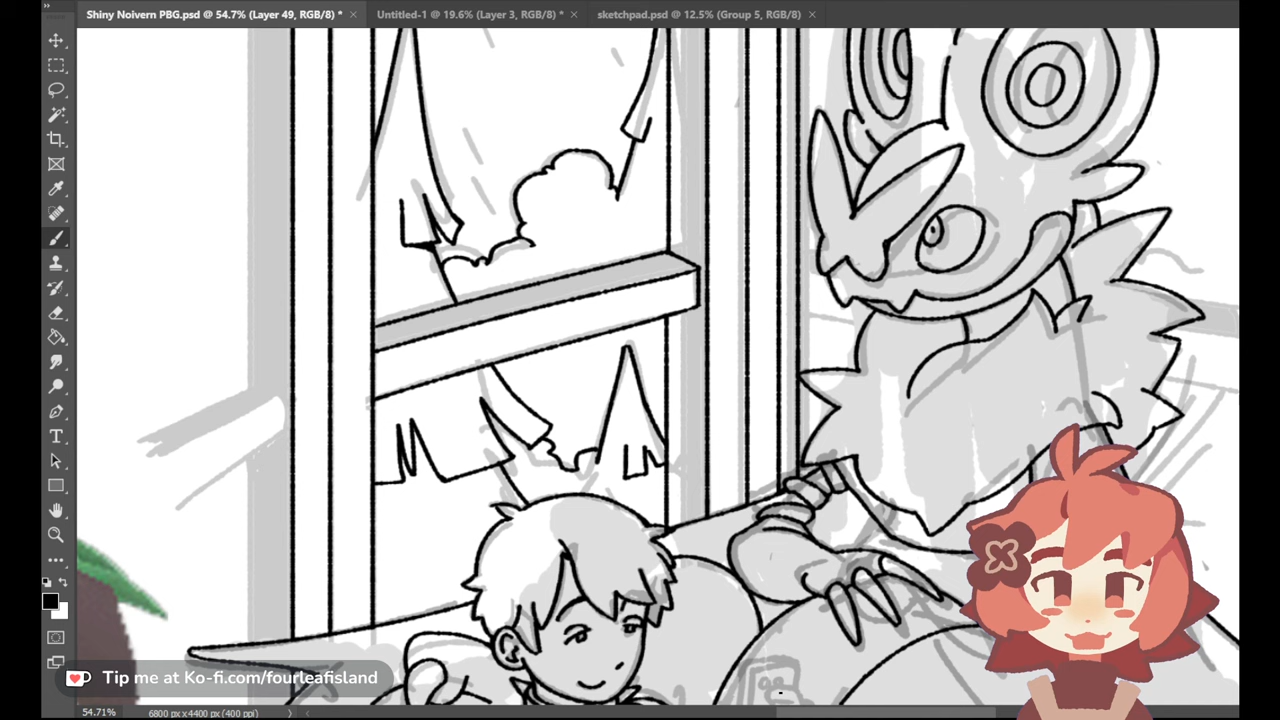 Shiny Noivern PBG.psd @ 54.7% (Layer 49, RGB/8) * Untitled-1 @ 19.6% (Layer 3, RGB/8) * sketchpad.psd @ 12.5% (Group 5, RGB/8)
Tip me at Ko-fi.com/fourleafisland
54.71% 6800 px x 4400 px (400 ppi)